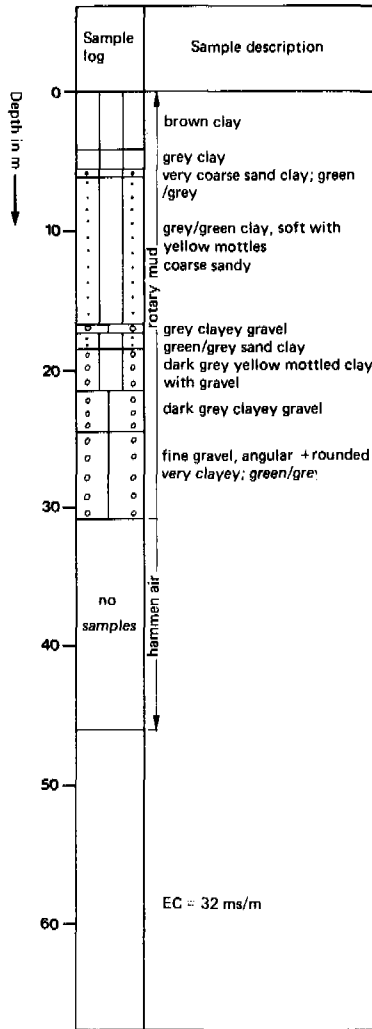 Sample
log
Sample description
Depth in m
0
brown clay
grey clay
very coarse sand clay; green
/grey
10
grey/green clay, soft with
yellow mottles
coarse sandy
rotary mud
grey clayey gravel
green/grey sand clay
20
dark grey yellow mottled clay
with gravel
dark grey clayey gravel
fine gravel, angular + rounded
very clayey; green/grey
30
no
samples
hammen air
40
50
EC = 32 ms/m
60